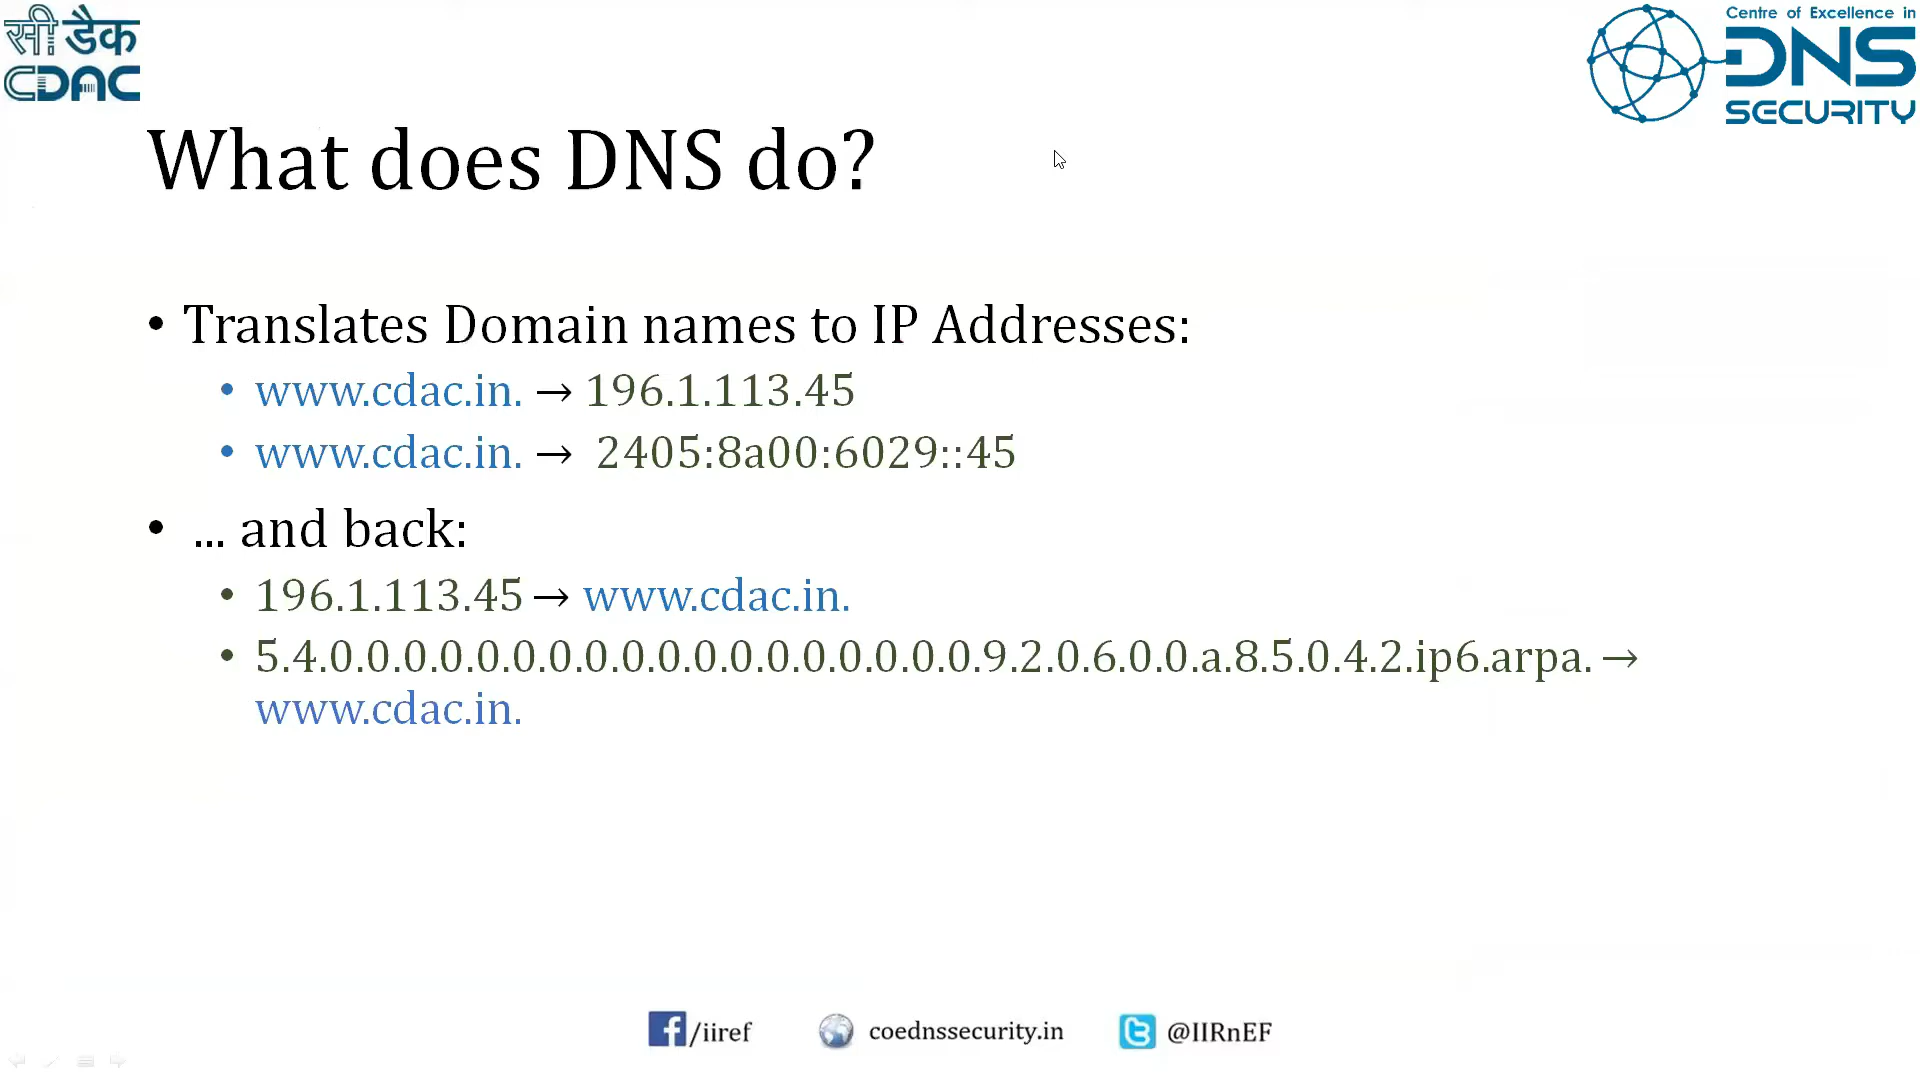 सी डैक
CDAC
Centre of Excellence in
DNS
SECURITY
What does DNS do?
• Translates Domain names to IP Addresses:
• www.cdac.in. → 196.1.113.45
• www.cdac.in. → 2405:8a00:6029::45
• ... and back:
• 196.1.113.45 → www.cdac.in.
• 5.4.0.0.0.0.0.0.0.0.0.0.0.0.0.0.0.0.0.0.9.2.0.6.0.0.a.8.5.0.4.2.ip6.arpa. →
www.cdac.in.
/iiref
coednssecurity.in
@IIRnEF